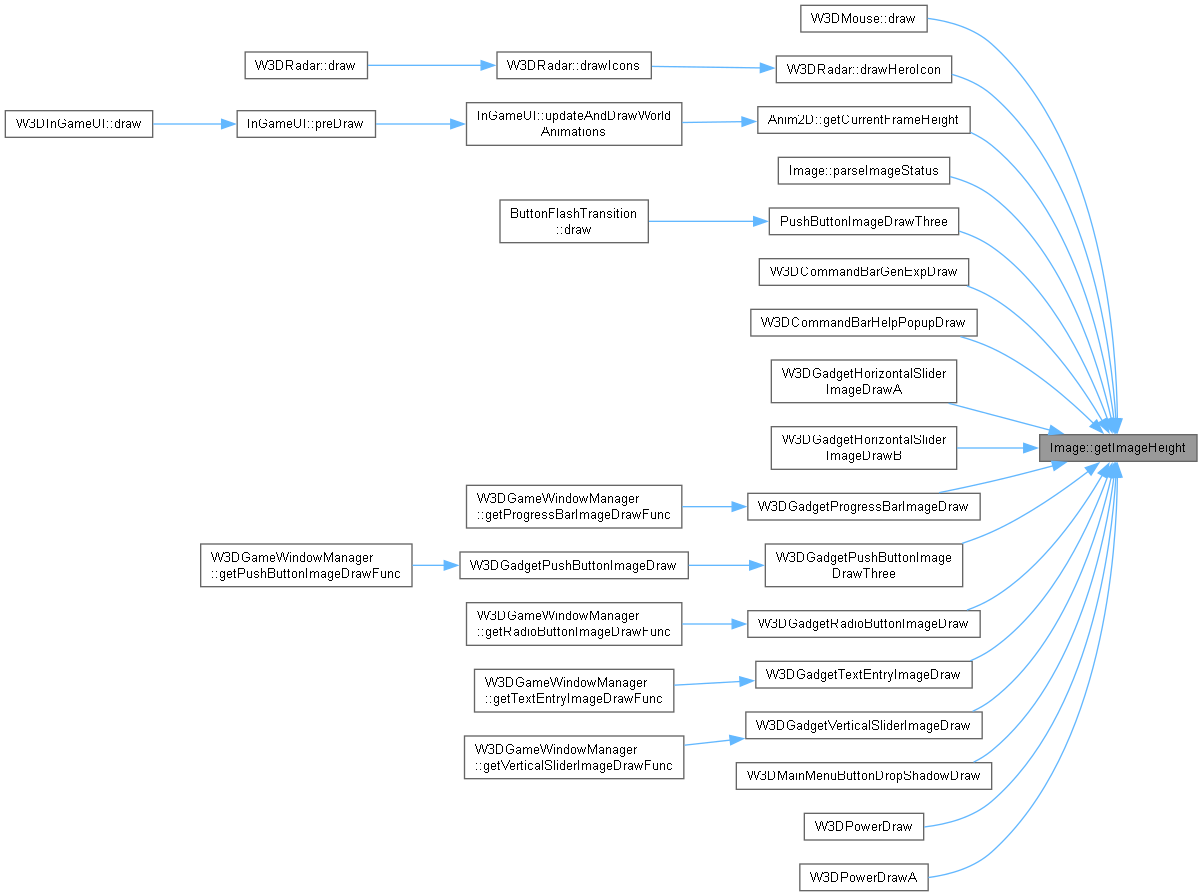 W3DMouse::draw
W3DRadar::draw
W3DRadar::drawIcons
W3DRadar::drawHeroIcon
W3DInGameUI::draw
InGameUI::preDraw
InGameUI::updateAndDrawWorld
Animations
Anim2D::getCurrentFrameHeight
Image::parseImageStatus
ButtonFlashTransition
::draw
PushButtonImageDrawThree
W3DCommandBarGenExpDraw
W3DCommandBarHelpPopupDraw
W3DGadgetHorizontalSlider
ImageDrawA
W3DGadgetHorizontalSlider
ImageDrawB
Image::getImageHeight
W3DGameWindowManager
::getProgressBarImageDrawFunc
W3DGadgetProgressBarImageDraw
W3DGameWindowManager
::getPushButtonImageDrawFunc
W3DGadgetPushButtonImageDraw
W3DGadgetPushButtonImage
DrawThree
W3DGameWindowManager
::getRadioButtonImageDrawFunc
W3DGadgetRadioButtonImageDraw
W3DGameWindowManager
::getTextEntryImageDrawFunc
W3DGadgetTextEntryImageDraw
W3DGameWindowManager
::getVerticalSliderImageDrawFunc
W3DGadgetVerticalSliderImageDraw
W3DMainMenuButtonDropShadowDraw
W3DPowerDraw
W3DPowerDrawA